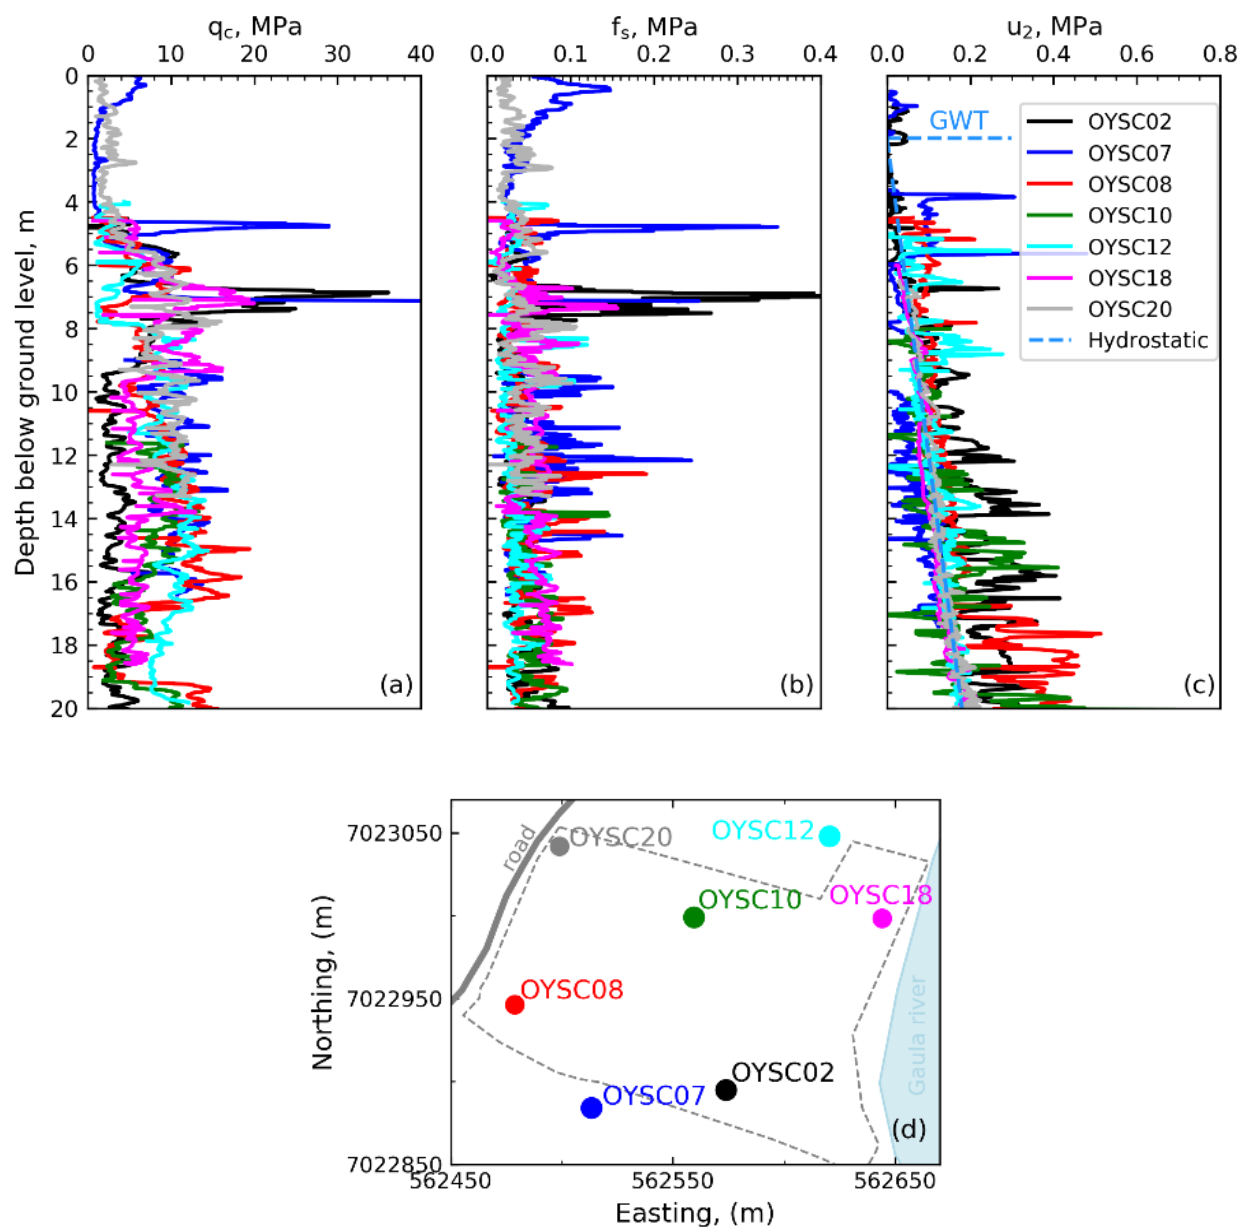 q_c, MPa
0 10 20 30 40
f_s, MPa
0.0 0.1 0.2 0.3 0.4
u_2, MPa
0.0 0.2 0.4 0.6 0.8
Depth below ground level, m
0
2
4
6
8
10
12
14
16
18
20
(a)
(b)
(c)
GWT
OYSC02
OYSC07
OYSC08
OYSC10
OYSC12
OYSC18
OYSC20
Hydrostatic
Northing, (m)
7023050
7022950
7022850
road
OYSC20
OYSC12
OYSC10
OYSC18
OYSC08
OYSC02
OYSC07
Gaula river
(d)
562450 562550 562650
Easting, (m)